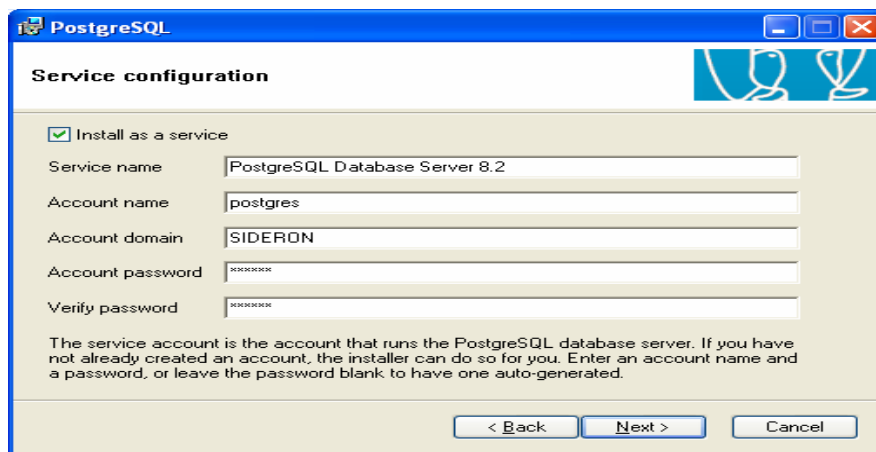 PostgreSQL
Service configuration
Install as a service
Service name PostgreSQL Database Server 8.2
Account name postgres
Account domain SIDERON
Account password ******
Verify password ******
The service account is the account that runs the PostgreSQL database server. If you have
not already created an account, the installer can do so for you. Enter an account name and
a password, or leave the password blank to have one auto-generated.
< Back Next > Cancel